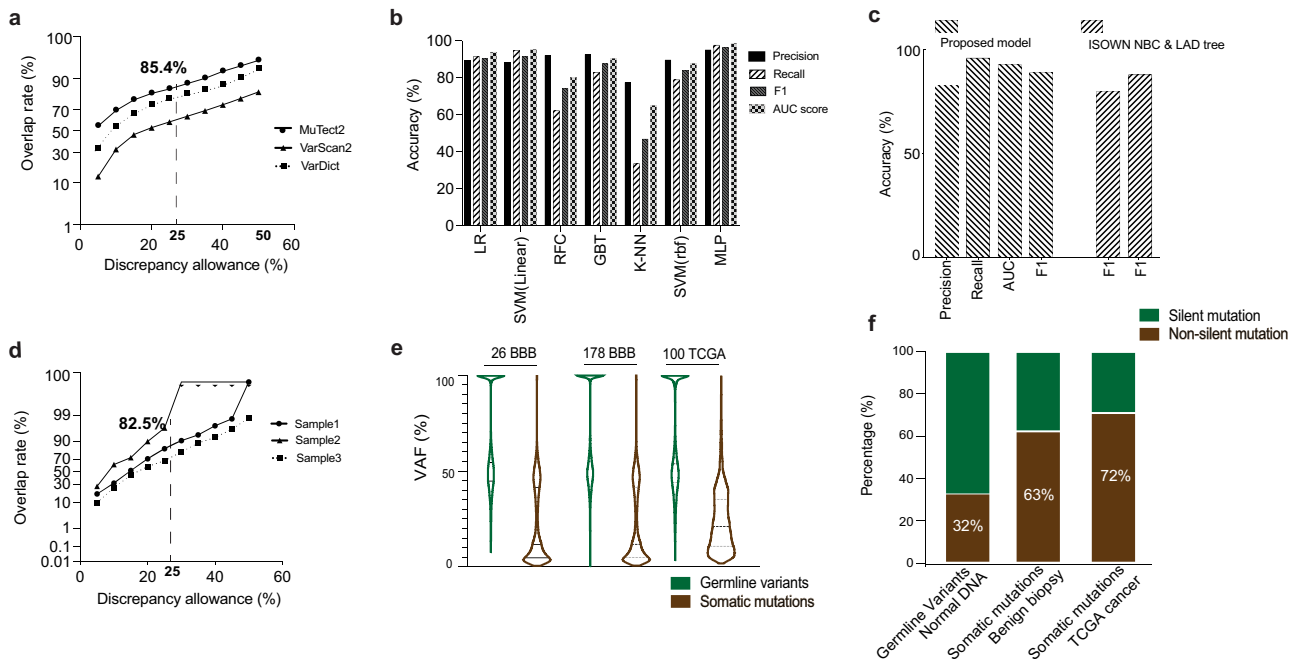 a
100
90
70
50
30
10
1
Overlap rate (%)
85.4%
MuTect2
VarScan2
VarDict
0
20
25
40
50
60
Discrepancy allowance (%)
b
100
80
60
40
20
0
Accuracy (%)
Precision
Recall
F1
AUC score
LR
SVM(Linear)
RFC
GBT
K-NN
SVM(rbf)
MLP
c
Proposed model
ISOWN NBC & LAD tree
100
50
0
Accuracy (%)
Precision
Recall
AUC
F1
F1
F1
d
100
99
90
70
50
30
10
1
0.1
0.01
Overlap rate (%)
82.5%
Sample1
Sample2
Sample3
0
20
25
40
60
Discrepancy allowance (%)
e
26 BBB
178 BBB
100 TCGA
100
50
0
VAF (%)
Germline variants
Somatic mutations
f
Silent mutation
Non-silent mutation
100
80
60
40
20
0
Percentage (%)
32%
63%
72%
Germline Variants
Normal DNA
Somatic mutations
Benign biopsy
Somatic mutations
TCGA cancer